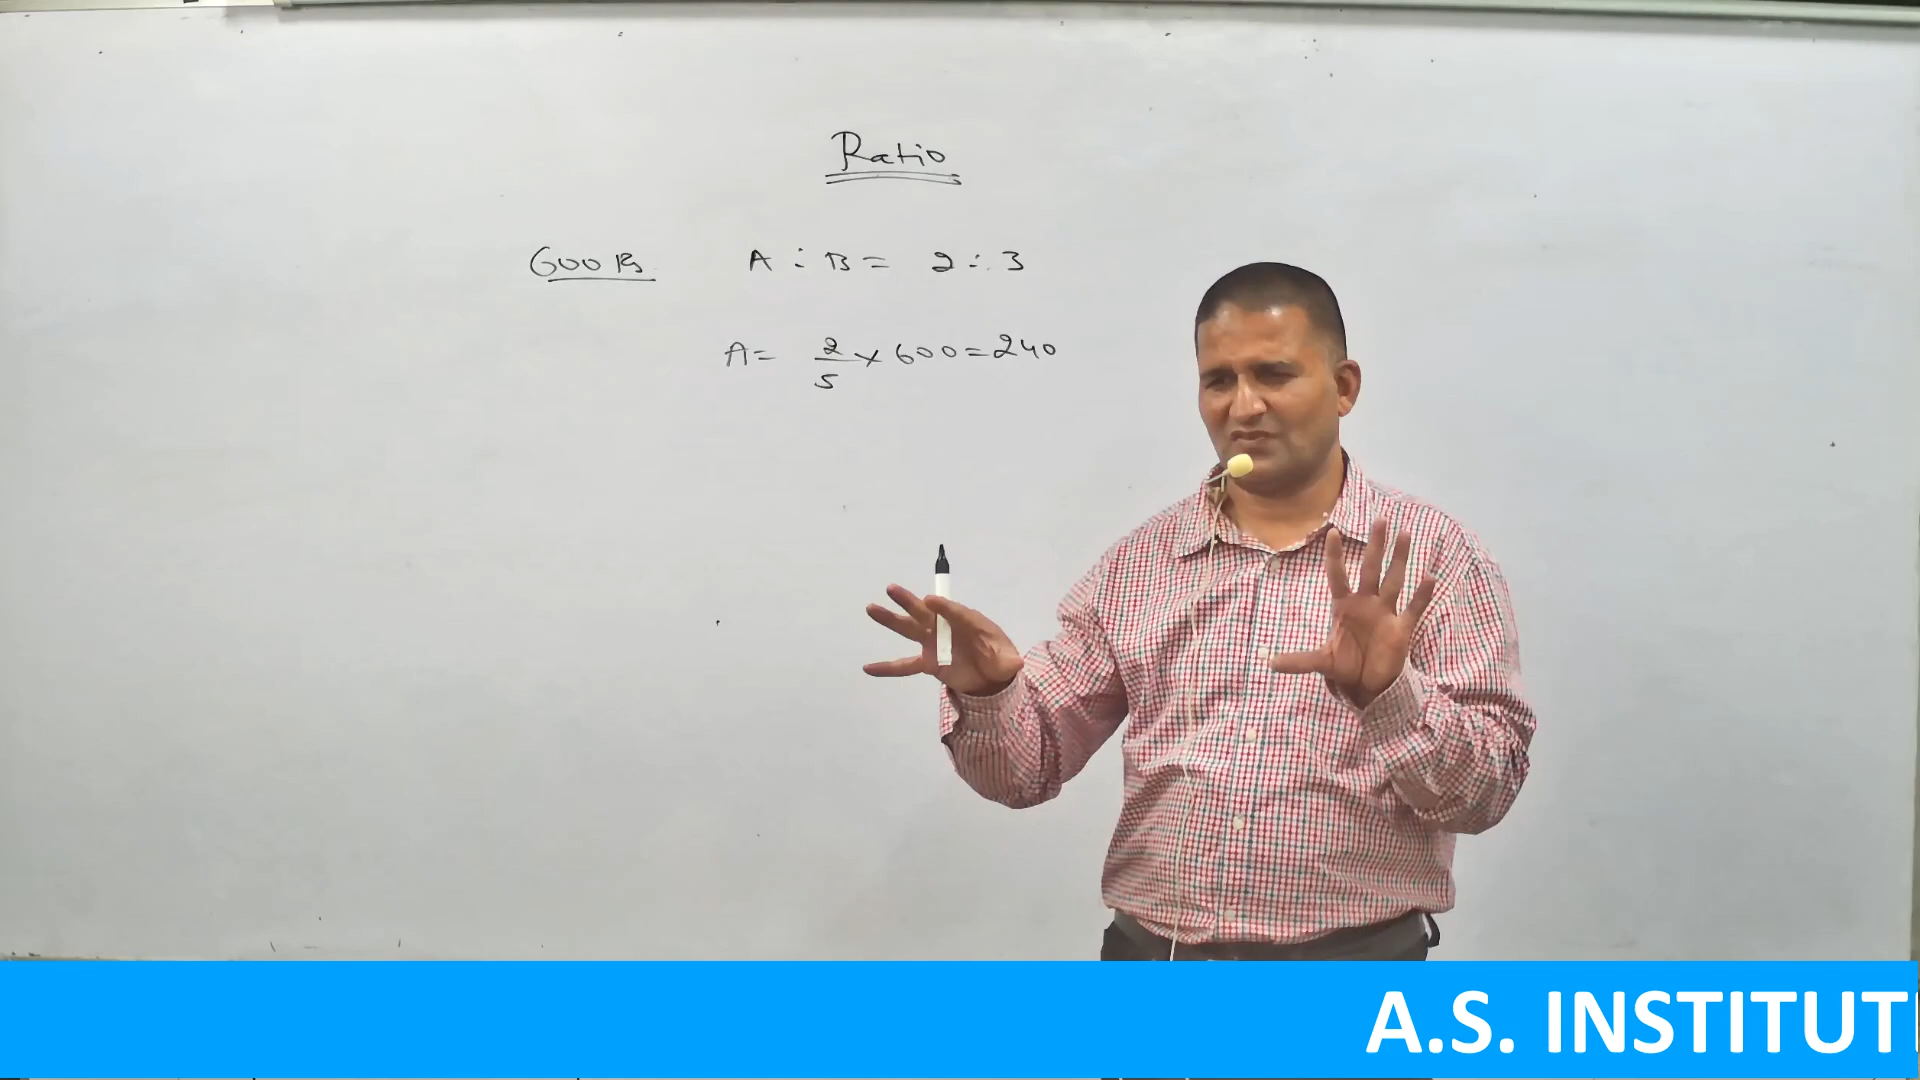 Ratio
600 Rs A : B = 2 : 3
A = 2/5 × 600 = 240
A.S. INSTITUT